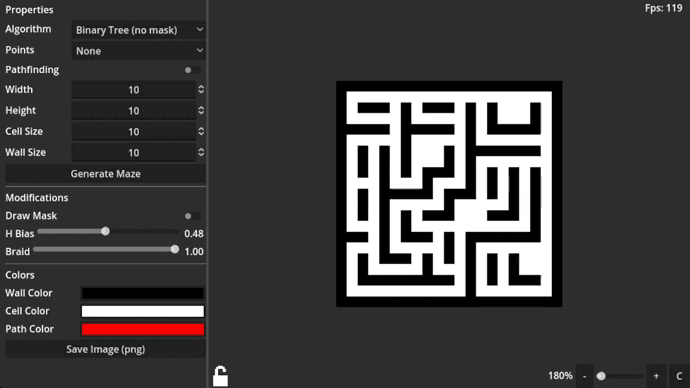 Properties
Fps: 119
Algorithm Binary Tree (no mask)
Points None
Pathfinding
Width 10
Height 10
Cell Size 10
Wall Size 10
Generate Maze
Modifications
Draw Mask
H Bias 0.48
Braid 1.00
Colors
Wall Color
Cell Color
Path Color
Save Image (png)
180% - + C